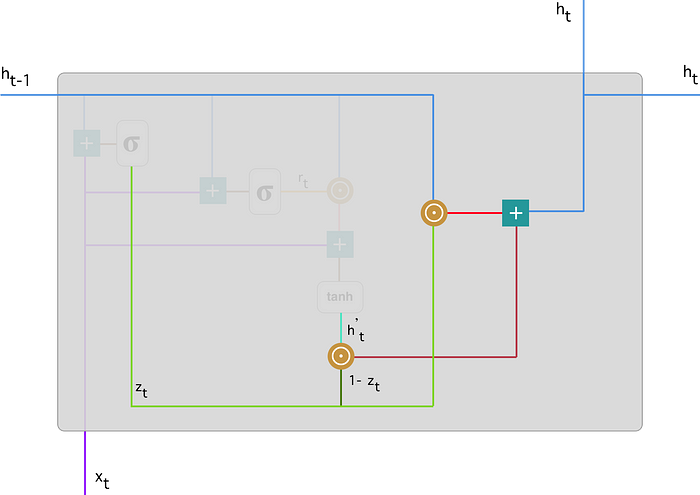 h_t
h_t-1
h_t
σ
σ
r_t
tanh
h'_t
1- z_t
z_t
x_t